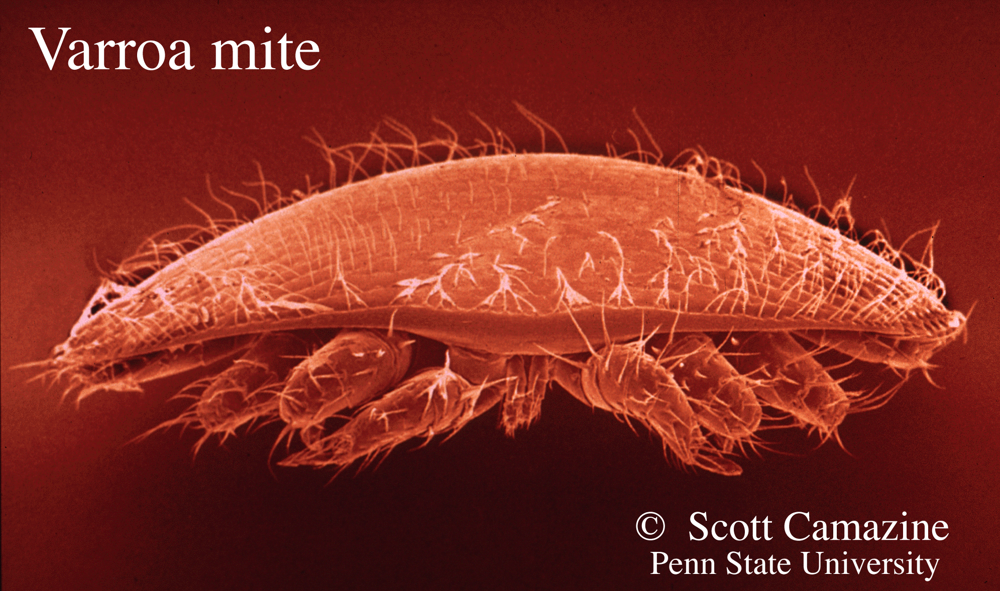 Varroa mite
© Scott Camazine
Penn State University